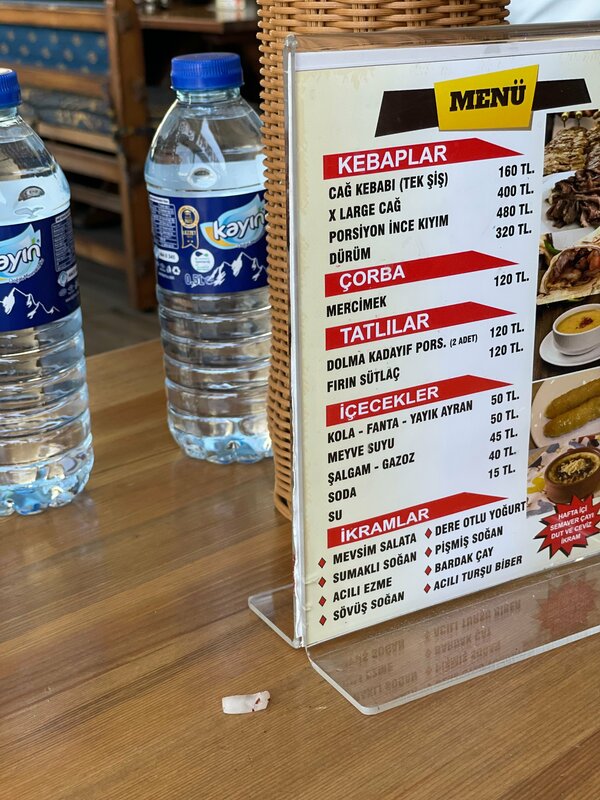 kayın
0,5L
kayın
MENÜ
KEBAPLAR
CAĞ KEBABI (TEK ŞİŞ) 160 TL.
X LARGE CAĞ 400 TL.
PORSİYON İNCE KIYIM 480 TL.
DÜRÜM 320 TL.
ÇORBA
MERCİMEK 120 TL.
TATLILAR
DOLMA KADAYIF PORS. (2 ADET) 120 TL.
FIRIN SÜTLAÇ 120 TL.
İÇECEKLER
KOLA - FANTA - YAYIK AYRAN 50 TL.
MEYVE SUYU 50 TL.
ŞALGAM - GAZOZ 45 TL.
SODA 40 TL.
SU 15 TL.
İKRAMLAR
MEVSİM SALATA
SUMAKLI SOĞAN
ACILI EZME
SÖVÜŞ SOĞAN
DERE OTLU YOĞURT
PİŞMİŞ SOĞAN
BARDAK ÇAY
ACILI TURŞU BİBER
HAFTA İÇİ
SEMAVER ÇAYI
DUT VE CEVİZ
İKRAM